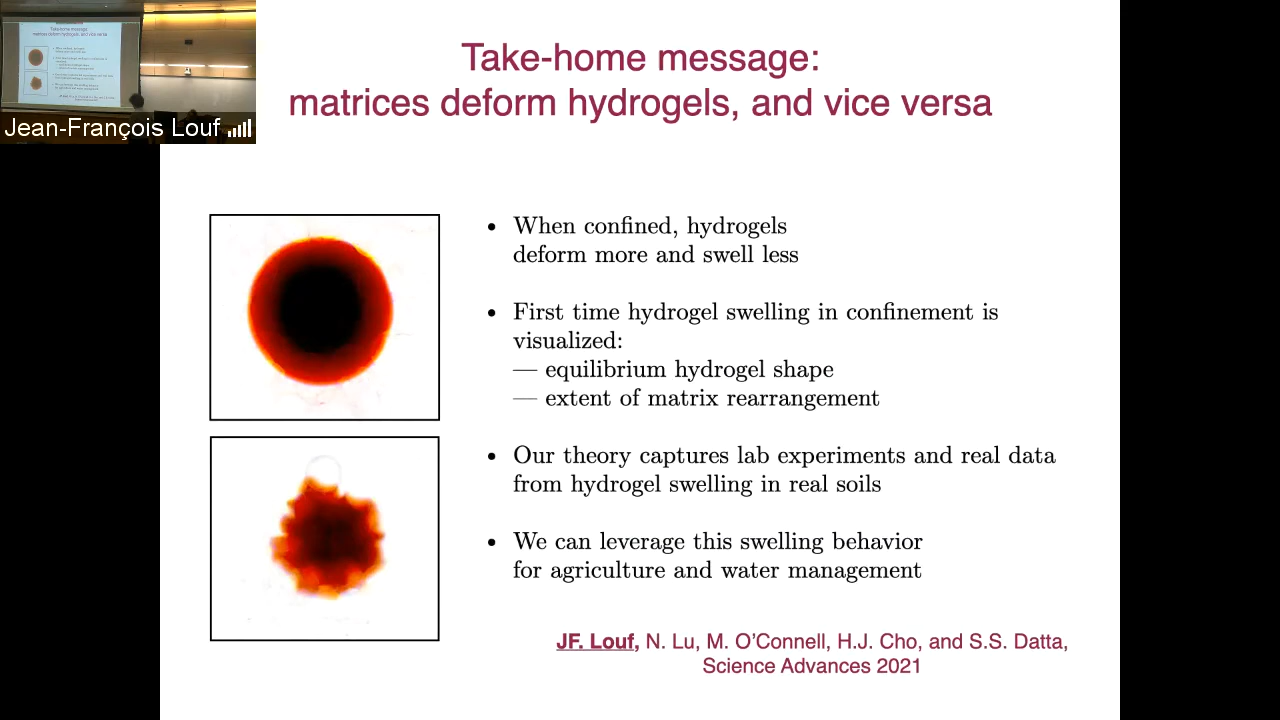 Take-home message:
matrices deform hydrogels, and vice versa
Jean-François Louf
• When confined, hydrogels
deform more and swell less
• First time hydrogel swelling in confinement is
visualized:
— equilibrium hydrogel shape
— extent of matrix rearrangement
• Our theory captures lab experiments and real data
from hydrogel swelling in real soils
• We can leverage this swelling behavior
for agriculture and water management
JF. Louf, N. Lu, M. O'Connell, H.J. Cho, and S.S. Datta,
Science Advances 2021